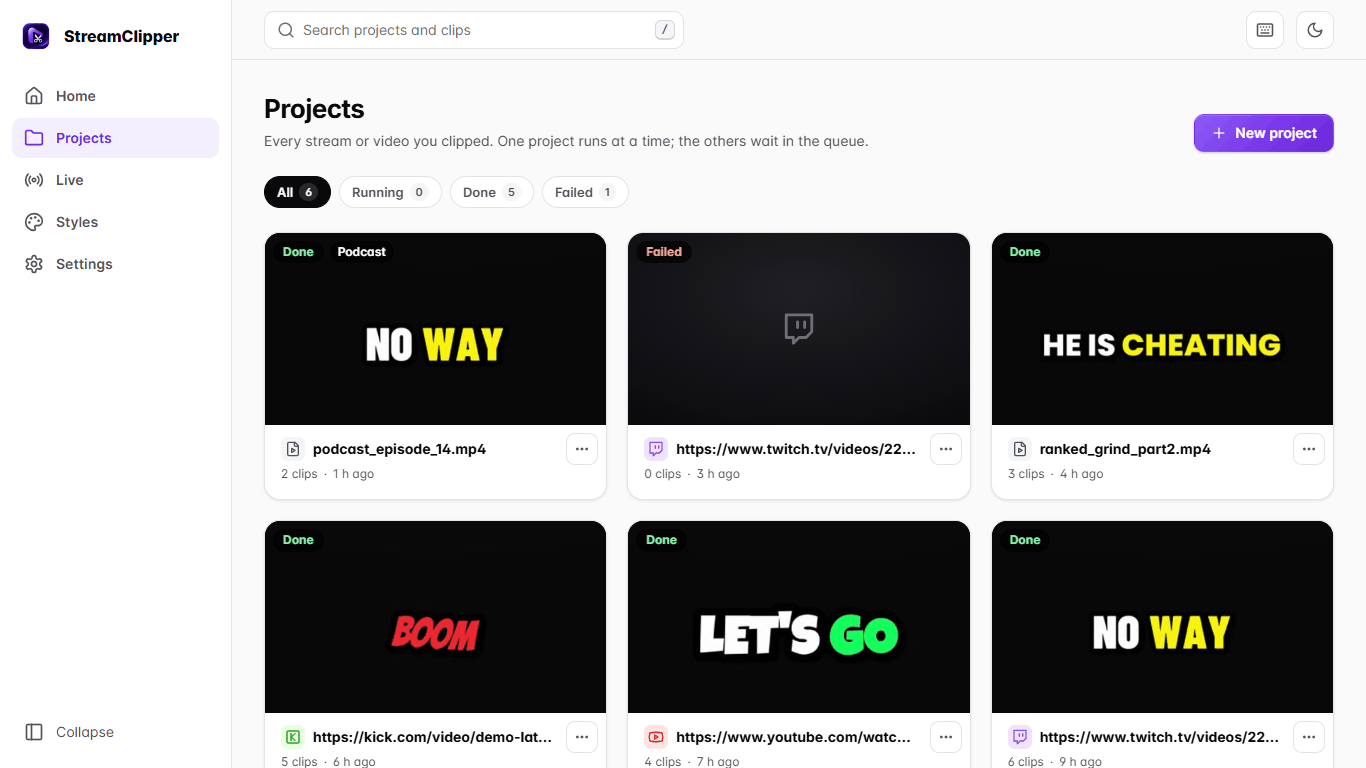 StreamClipper
Search projects and clips
/
Home
Projects
Live
Styles
Settings
Collapse
Projects
Every stream or video you clipped. One project runs at a time; the others wait in the queue.
New project
All 6
Running 0
Done 5
Failed 1
Done Podcast
NO WAY
podcast_episode_14.mp4
2 clips · 1 h ago
Failed
https://www.twitch.tv/videos/22...
0 clips · 3 h ago
Done
HE IS CHEATING
ranked_grind_part2.mp4
3 clips · 4 h ago
Done
BOOM
https://kick.com/video/demo-lat...
5 clips · 6 h ago
Done
LET'S GO
https://www.youtube.com/watc...
4 clips · 7 h ago
Done
NO WAY
https://www.twitch.tv/videos/22...
6 clips · 9 h ago